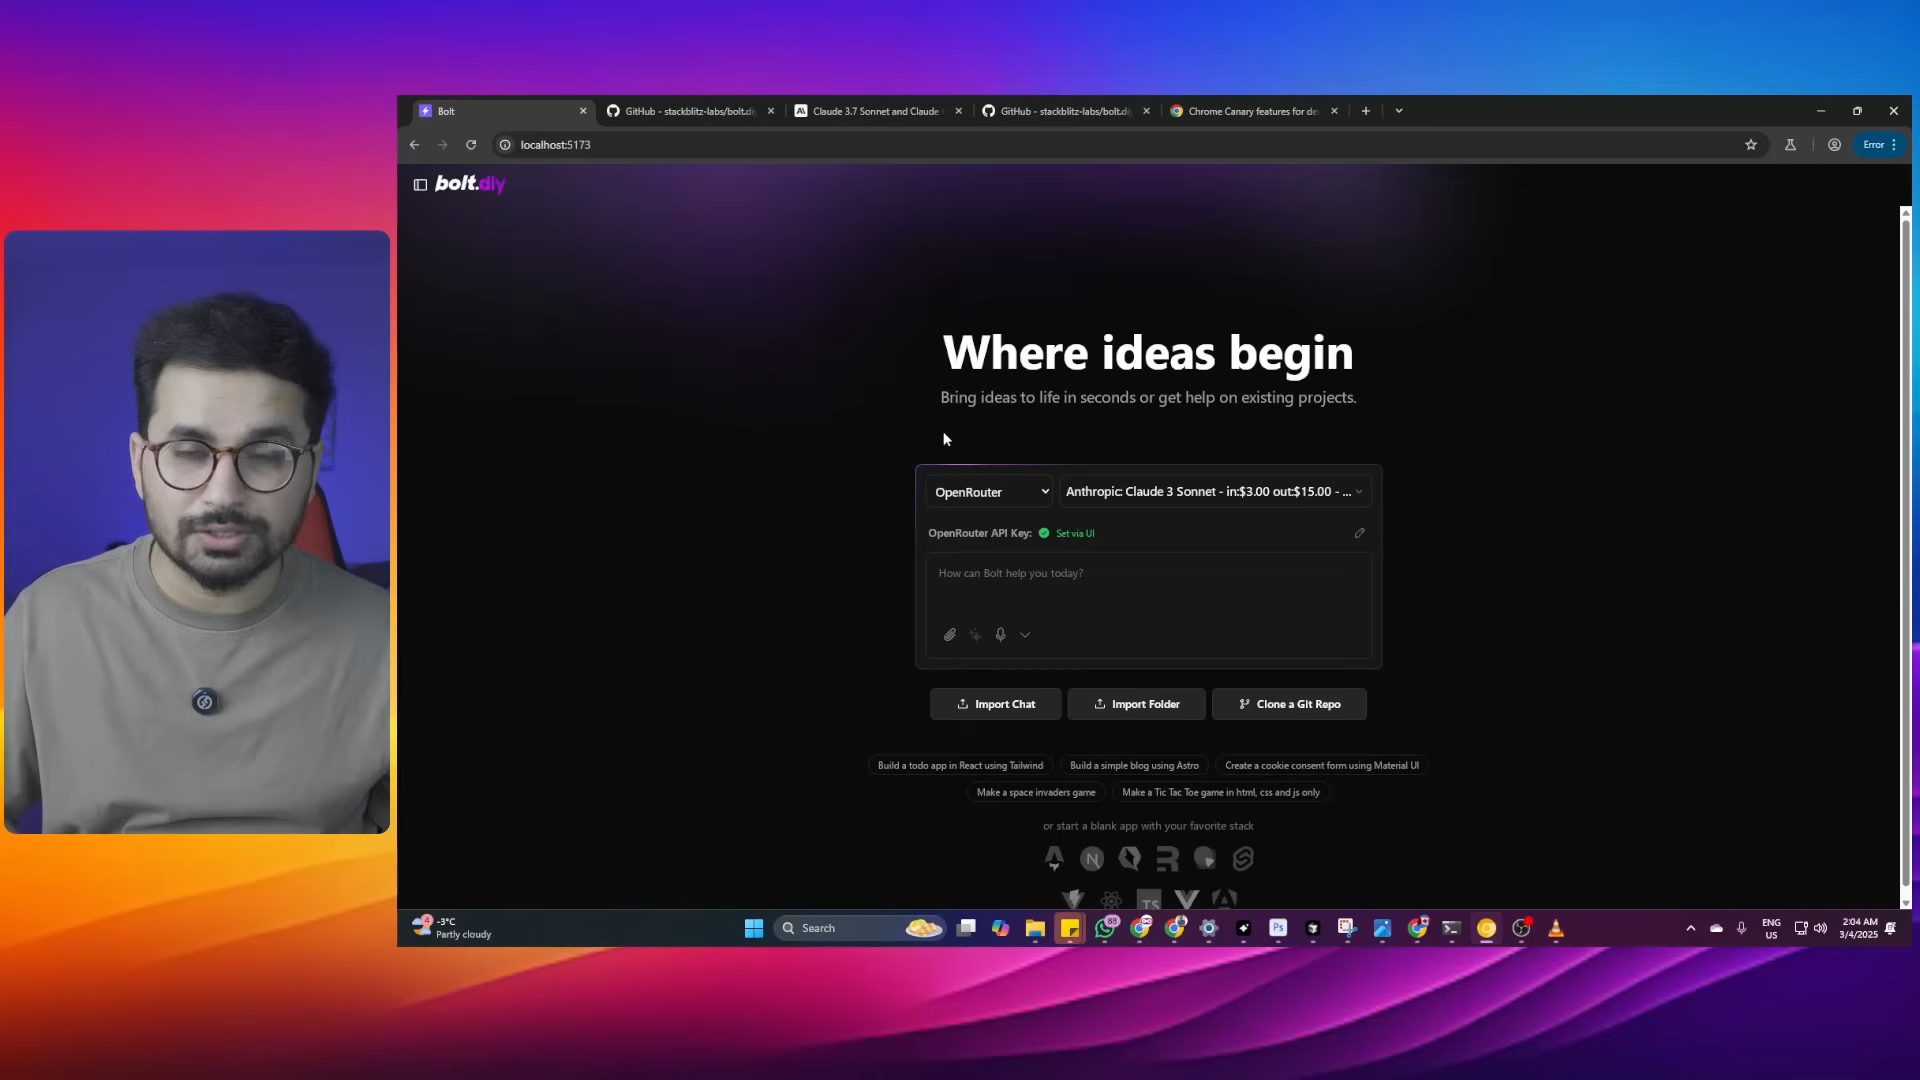 Bolt
GitHub - stackblitz-labs/bolt.di
Claude 3.7 Sonnet and Claude
GitHub - stackblitz-labs/bolt.di
Chrome Canary features for de
localhost:5173
Error
bolt.diy
Where ideas begin
Bring ideas to life in seconds or get help on existing projects.
OpenRouter
Anthropic: Claude 3 Sonnet - in:$3.00 out:$15.00 - ...
OpenRouter API Key:
Set via UI
How can Bolt help you today?
Import Chat
Import Folder
Clone a Git Repo
Build a todo app in React using Tailwind
Build a simple blog using Astro
Create a cookie consent form using Material UI
Make a space invaders game
Make a Tic Tac Toe game in html, css and js only
or start a blank app with your favorite stack
N
TS
4
-3°C
Partly cloudy
Search
88
Ps
ENG
US
2:04 AM
3/4/2025